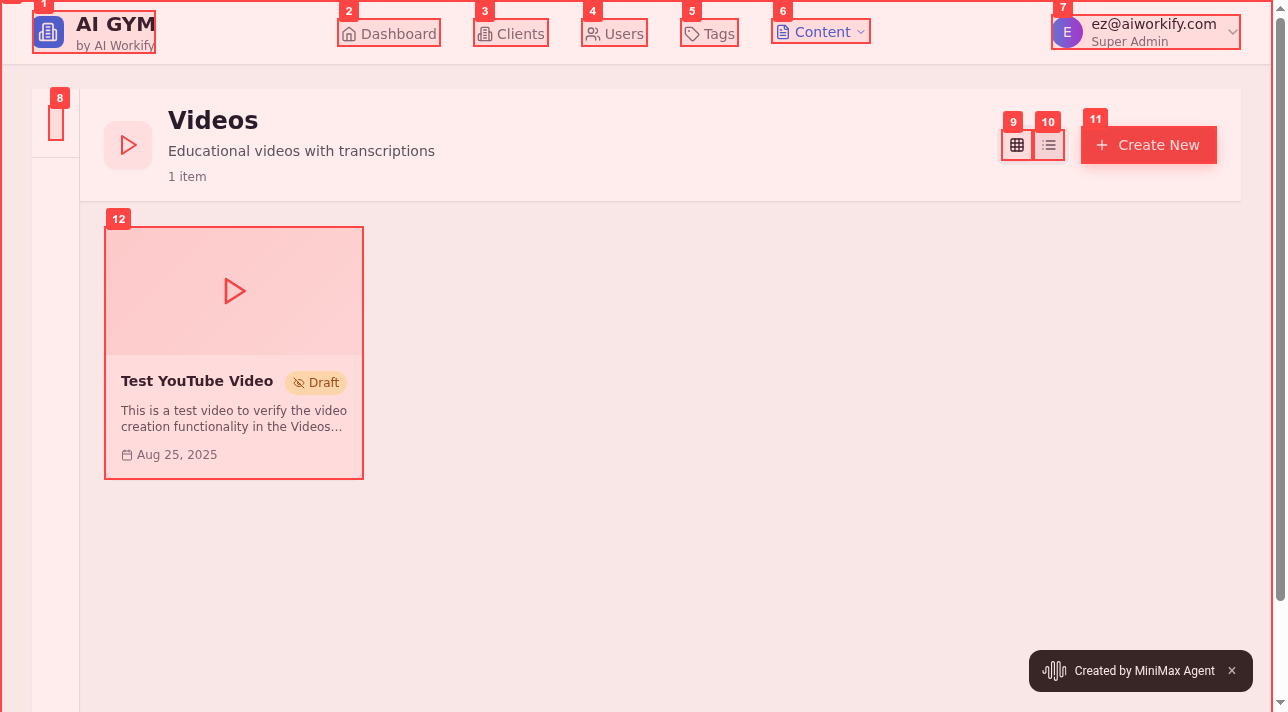 1
AI GYM
by AI Workify
2
Dashboard
3
Clients
4
Users
5
Tags
6
Content
7
E
ez@aiworkify.com
Super Admin
8
Videos
Educational videos with transcriptions
1 item
9
10
11
Create New
12
Test YouTube Video
Draft
This is a test video to verify the video
creation functionality in the Videos...
Aug 25, 2025
Created by MiniMax Agent